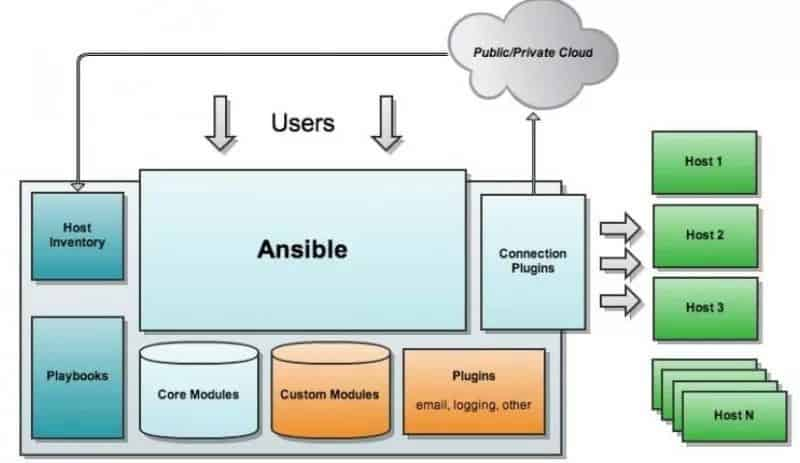 Public/Private Cloud
Users
Host
Inventory
Ansible
Connection
Plugins
Host 1
Host 2
Host 3
Host N
Playbooks
Core Modules
Custom Modules
Plugins
email, logging, other